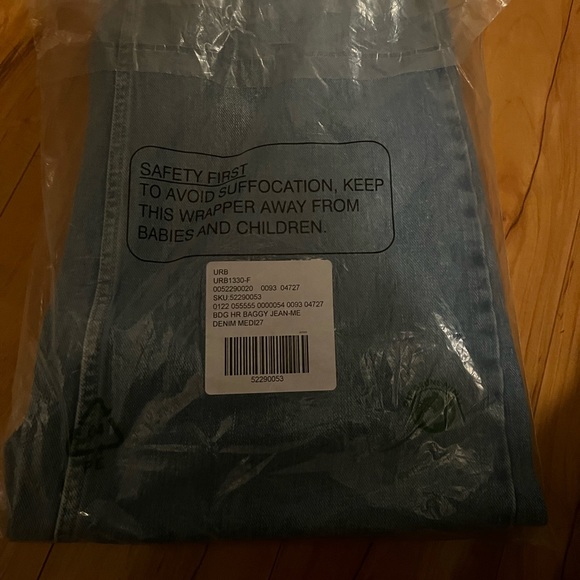 SAFETY FIRST
TO AVOID SUFFOCATION, KEEP
THIS WRAPPER AWAY FROM
BABIES AND CHILDREN.
URB
URB1330-F
0052290020 0093 04727
SKU:52290053
0122 055555 0000054 0093 04727
BDG HR BAGGY JEAN-ME
DENIM MEDI27
52290053